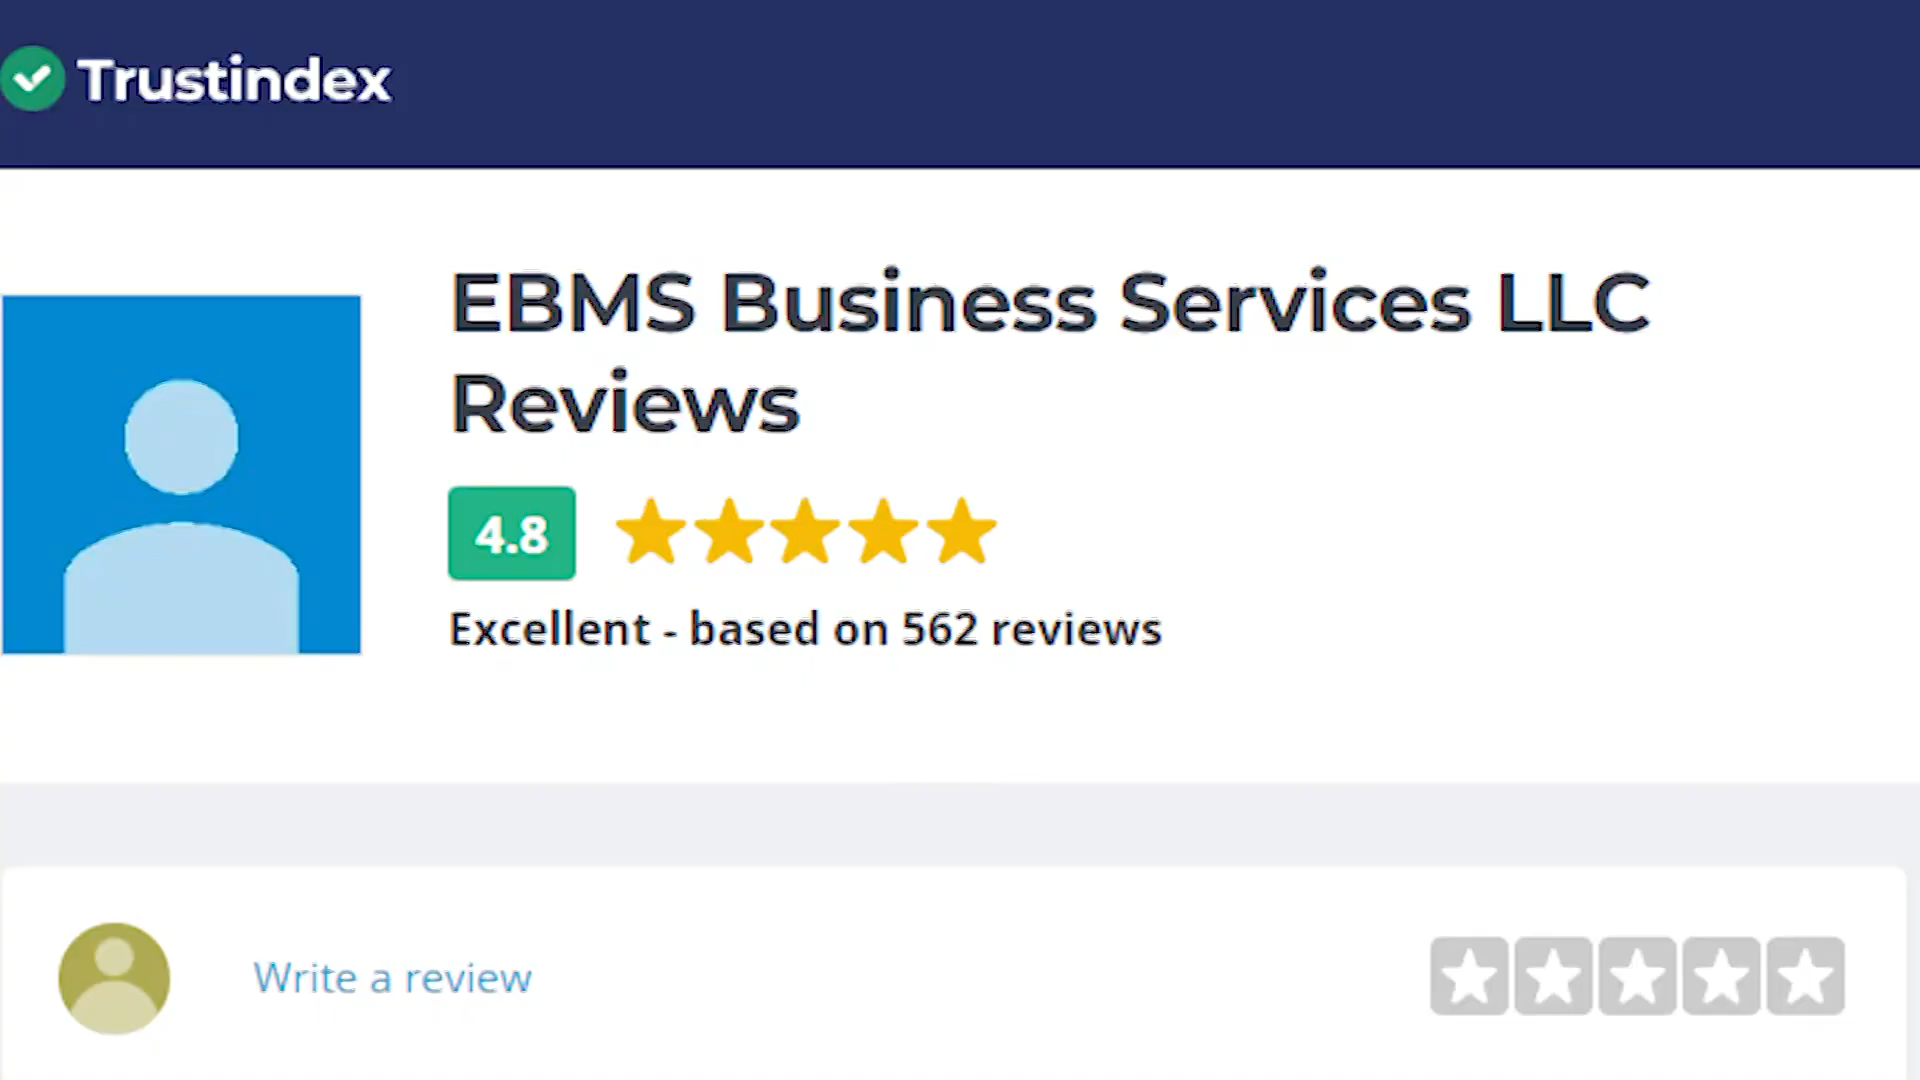 Trustindex
EBMS Business Services LLC
Reviews
4.8
Excellent - based on 562 reviews
Write a review